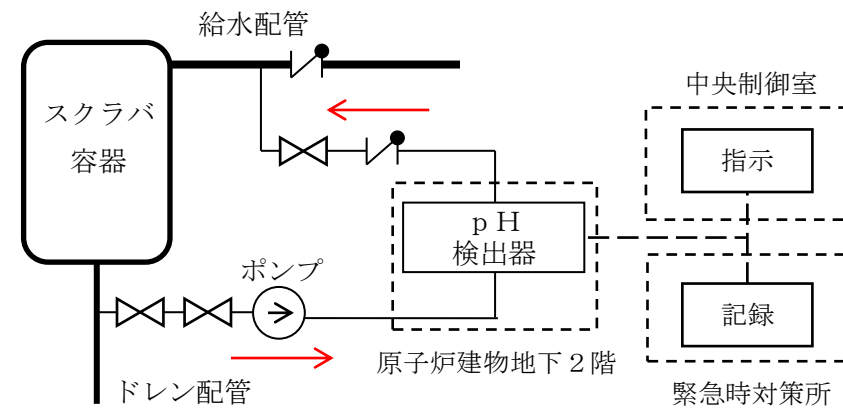 給水配管
スクラバ
容器
中央制御室
指示
ｐＨ
検出器
ポンプ
記録
原子炉建物地下２階
ドレン配管
緊急時対策所